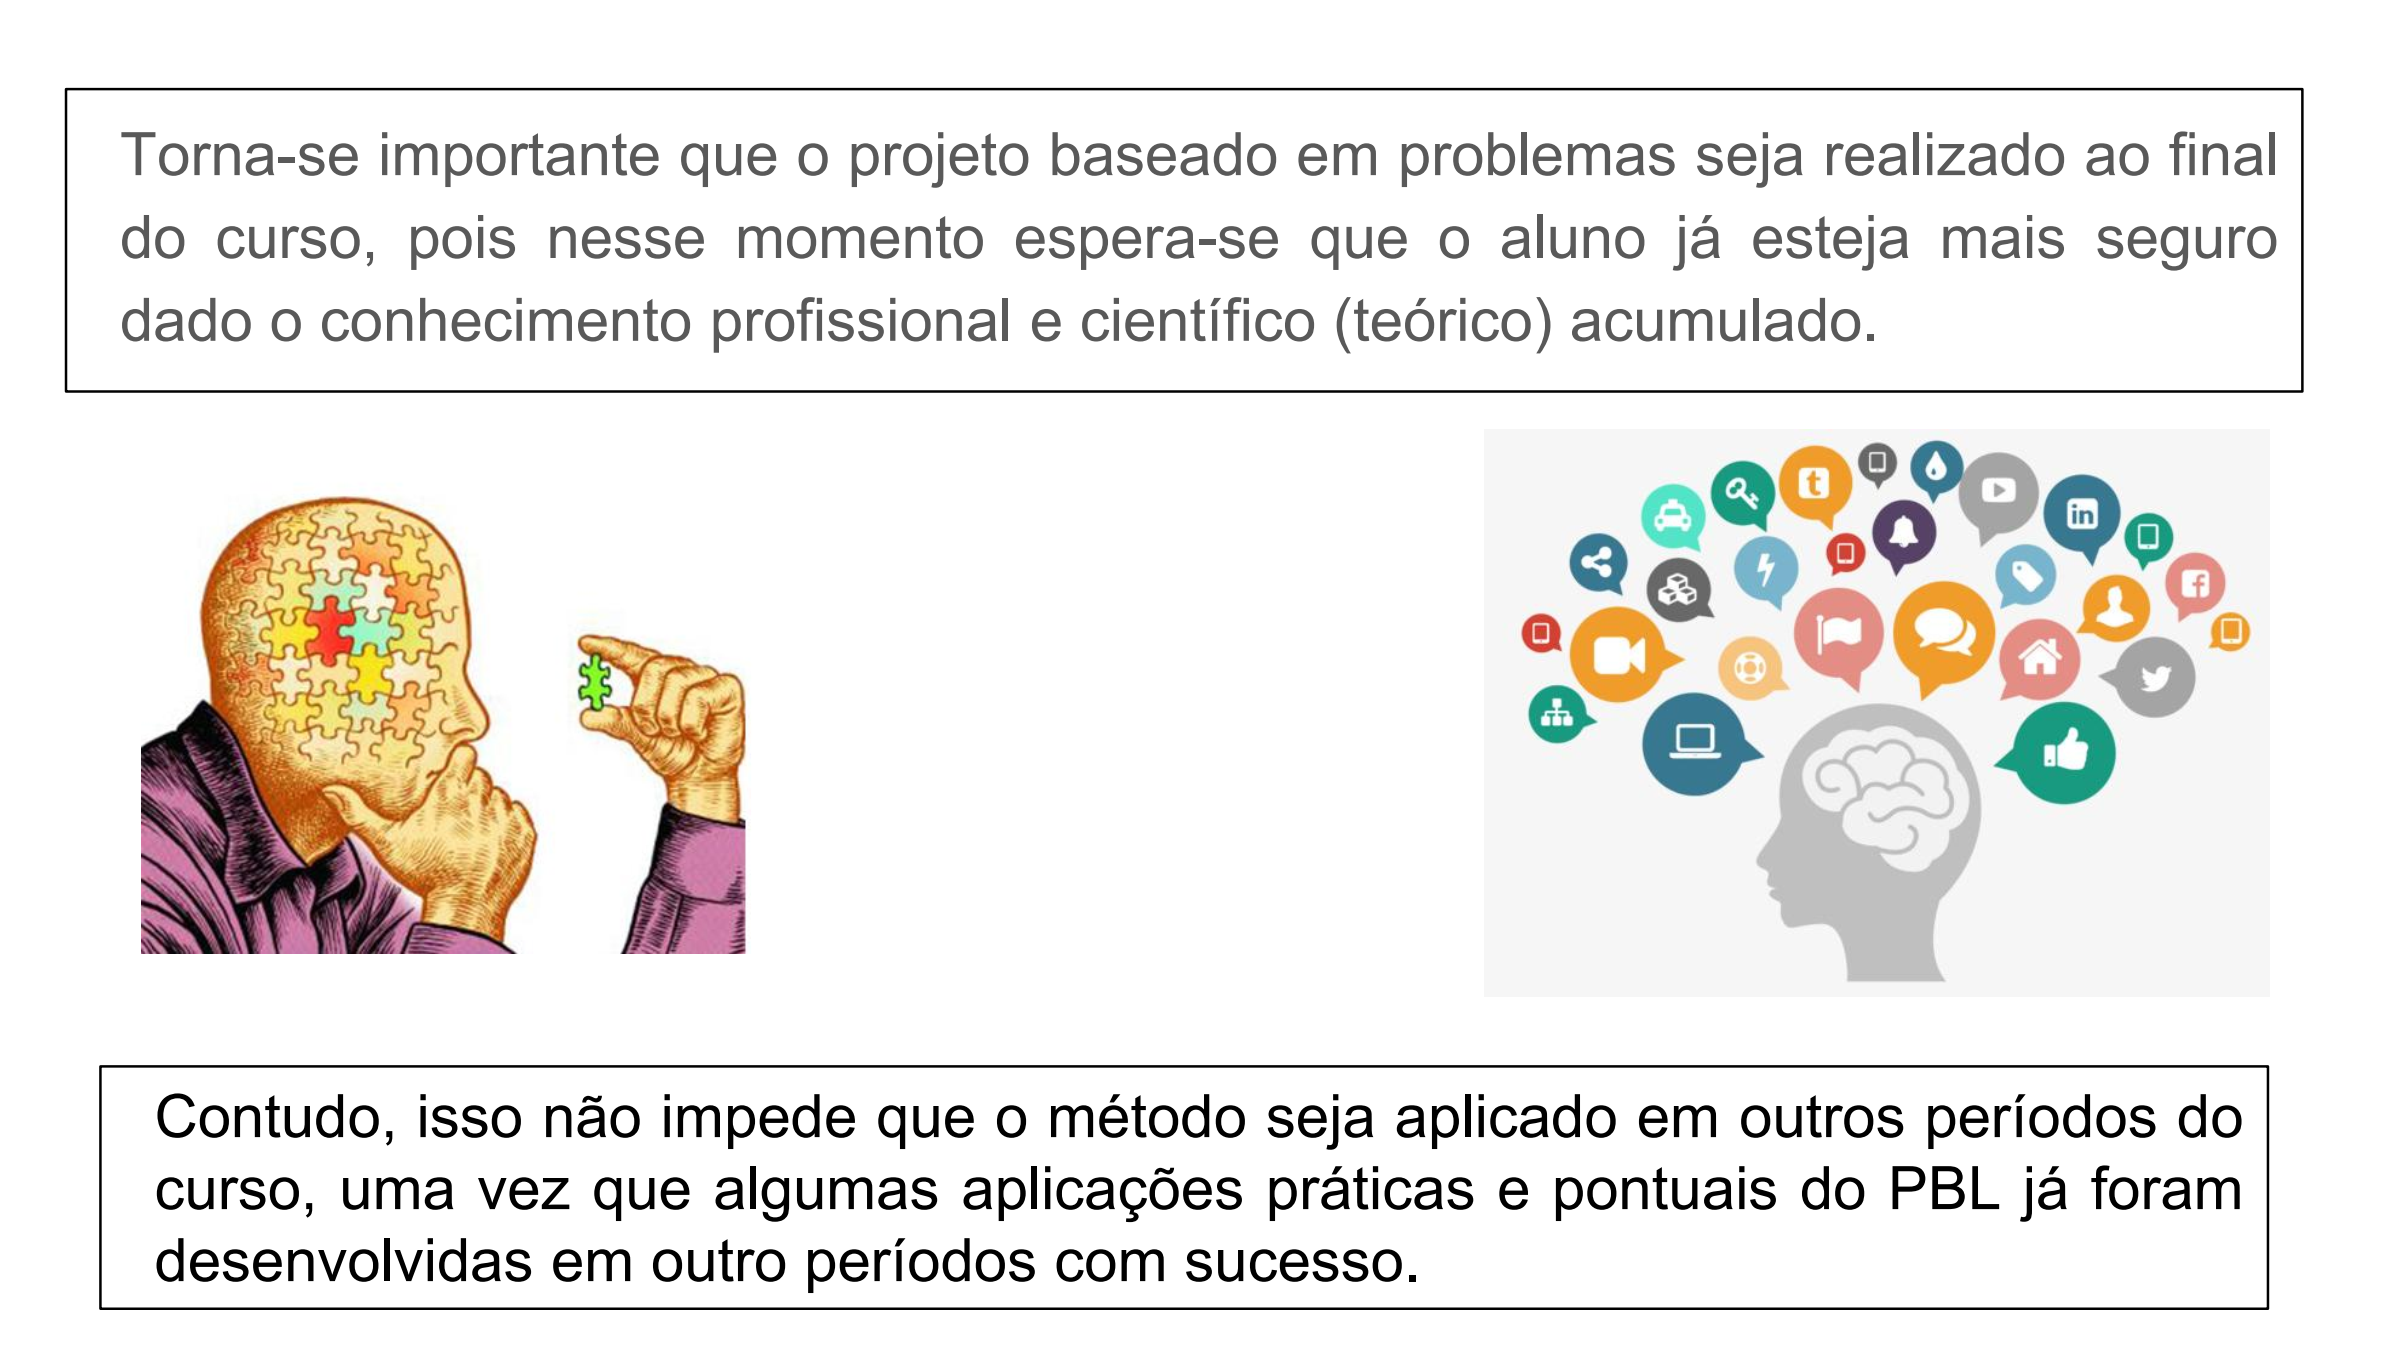 Torna-se importante que o projeto baseado em problemas seja realizado ao final
do curso, pois nesse momento espera-se que o aluno já esteja mais seguro
dado o conhecimento profissional e científico (teórico) acumulado.
t
in
f
Contudo, isso não impede que o método seja aplicado em outros períodos do
curso, uma vez que algumas aplicações práticas e pontuais do PBL já foram
desenvolvidas em outro períodos com sucesso.